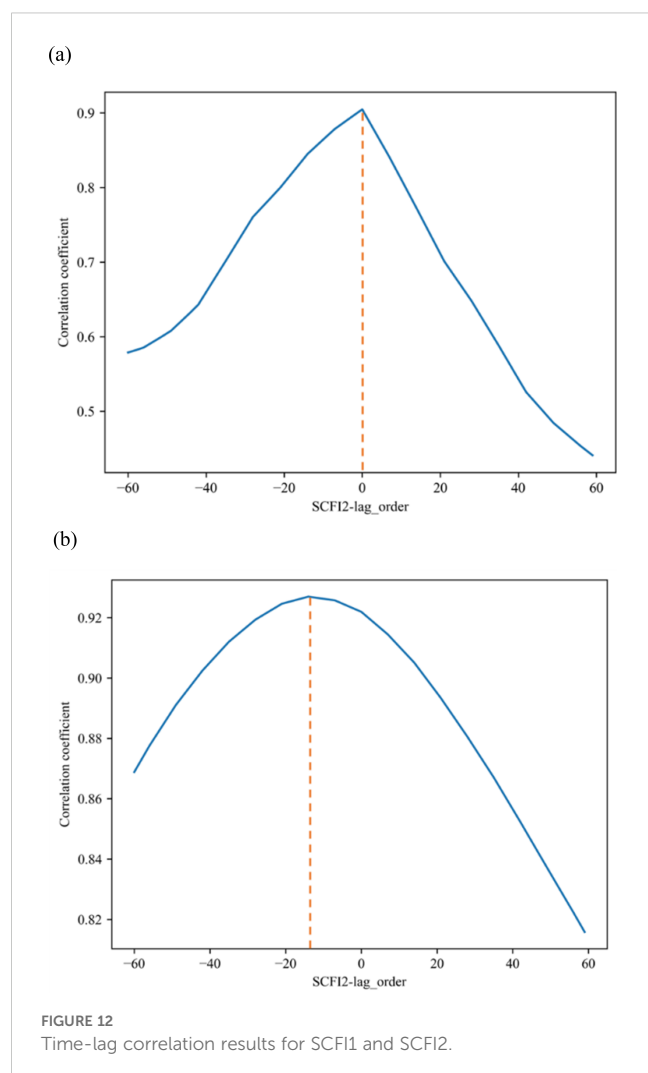 (a)
0.9
0.8
0.7
0.6
0.5
Correlation coefficient
−60 −40 −20 0 20 40 60
SCFI2-lag_order
(b)
0.92
0.90
0.88
0.86
0.84
0.82
Correlation coefficient
−60 −40 −20 0 20 40 60
SCFI2-lag_order
FIGURE 12
Time-lag correlation results for SCFI1 and SCFI2.